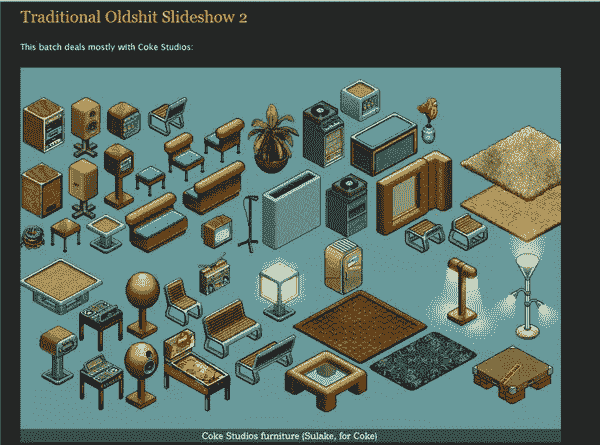 Traditional Oldshit Slideshow 2
This batch deals mostly with Coke Studios:
Coke Studios furniture (Sulake, for Coke)